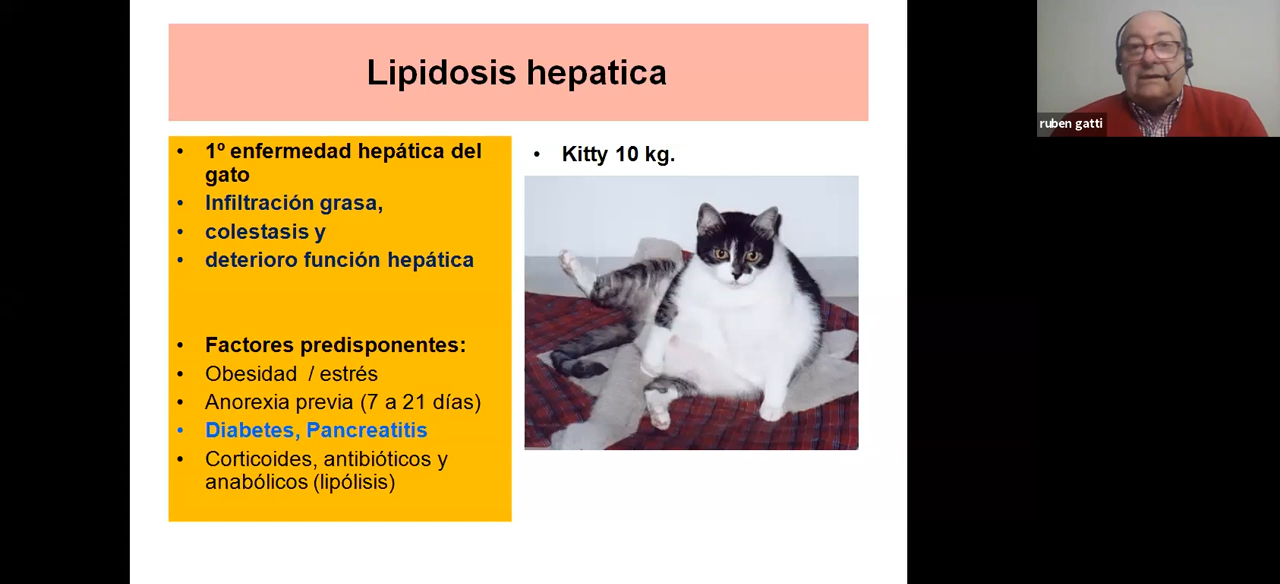 Lipidosis hepatica
• 1º enfermedad hepática del
gato
• Infiltración grasa,
• colestasis y
• deterioro función hepática
• Factores predisponentes:
• Obesidad / estrés
• Anorexia previa (7 a 21 días)
• Diabetes, Pancreatitis
• Corticoides, antibióticos y
anabólicos (lipólisis)
• Kitty 10 kg.
ruben gatti